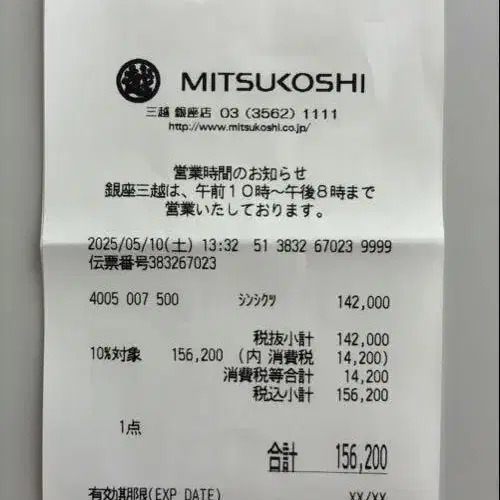 MITSUKOSHI
三越 銀座店 03 (3562) 1111
http://www.mitsukoshi.co.jp/
営業時間のお知らせ
銀座三越は、午前10時〜午後8時まで
営業いたしております。
2025/05/10(土) 13:32 51 3832 67023 9999
伝票番号383267023
4005 007 500 シンシクツ 142,000
税抜小計 142,000
10%対象 156,200 (内 消費税 14,200)
消費税等合計 14,200
税込小計 156,200
1点
合計 156,200
有効期限(EXP DATE) XX/XX